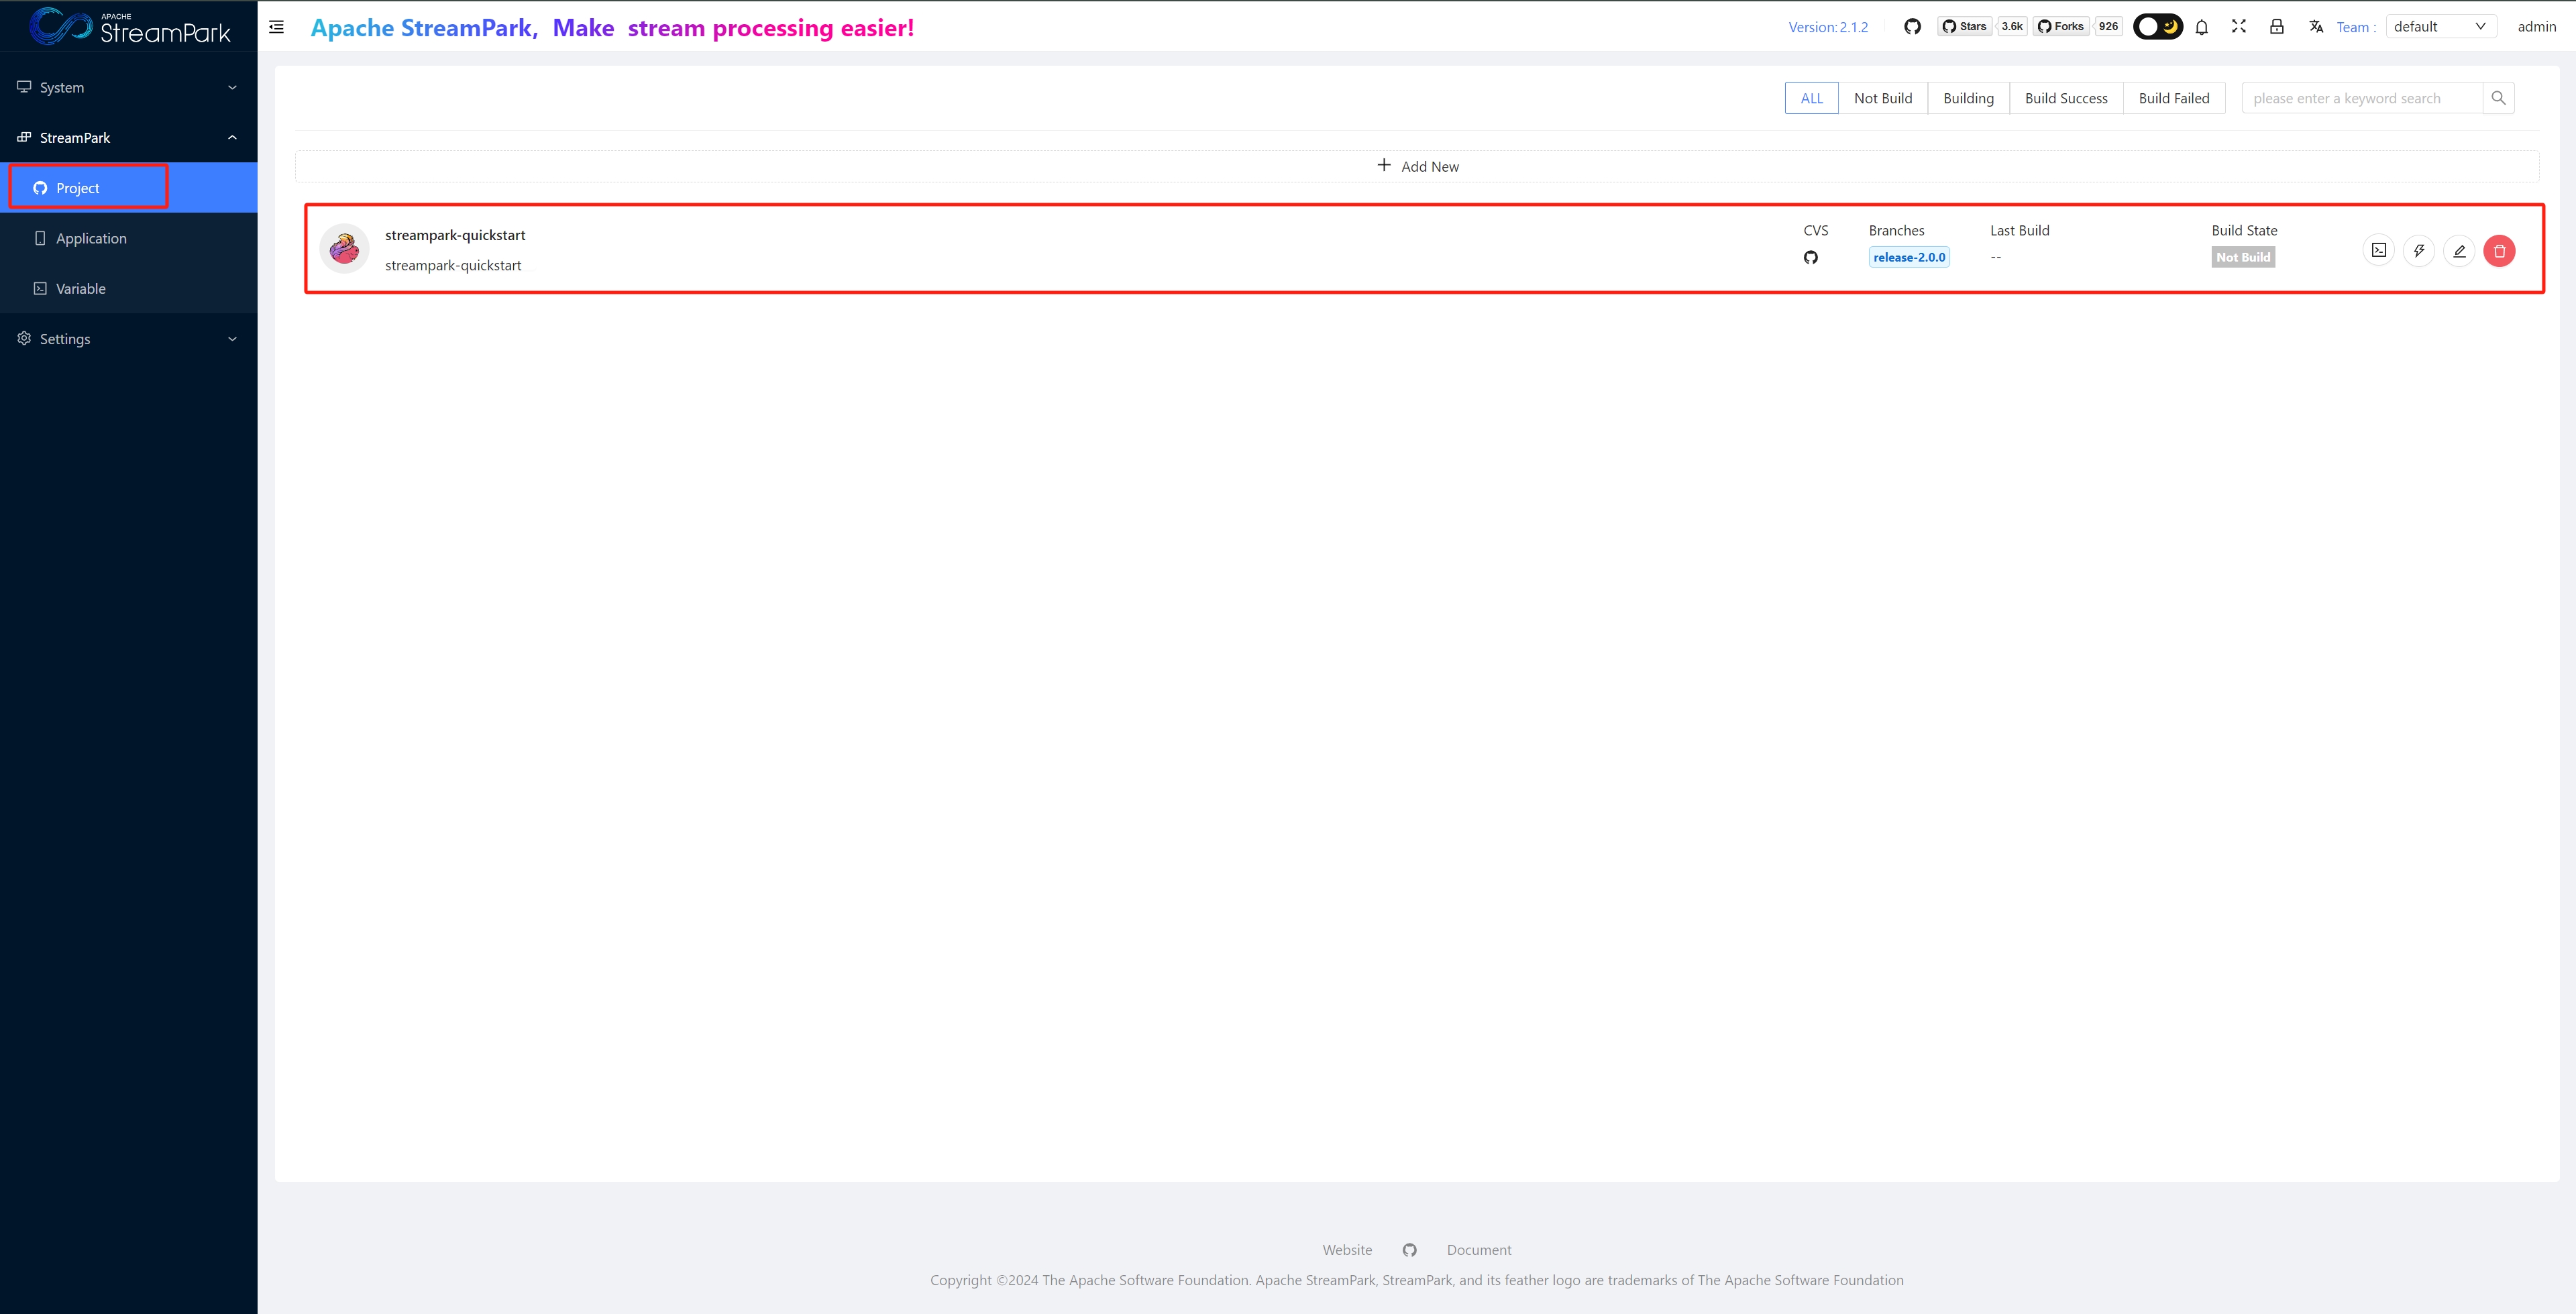 APACHE
StreamPark
Apache StreamPark, Make stream processing easier!
Version: 2.1.2
Stars 3.6k Forks 926
Team : default
admin
System
StreamPark
Project
Application
Variable
Settings
ALL Not Build Building Build Success Build Failed please enter a keyword search
Add New
streampark-quickstart
streampark-quickstart
CVS Branches Last Build Build State
release-2.0.0 -- Not Build
Website Document
Copyright ©2024 The Apache Software Foundation. Apache StreamPark, StreamPark, and its feather logo are trademarks of The Apache Software Foundation